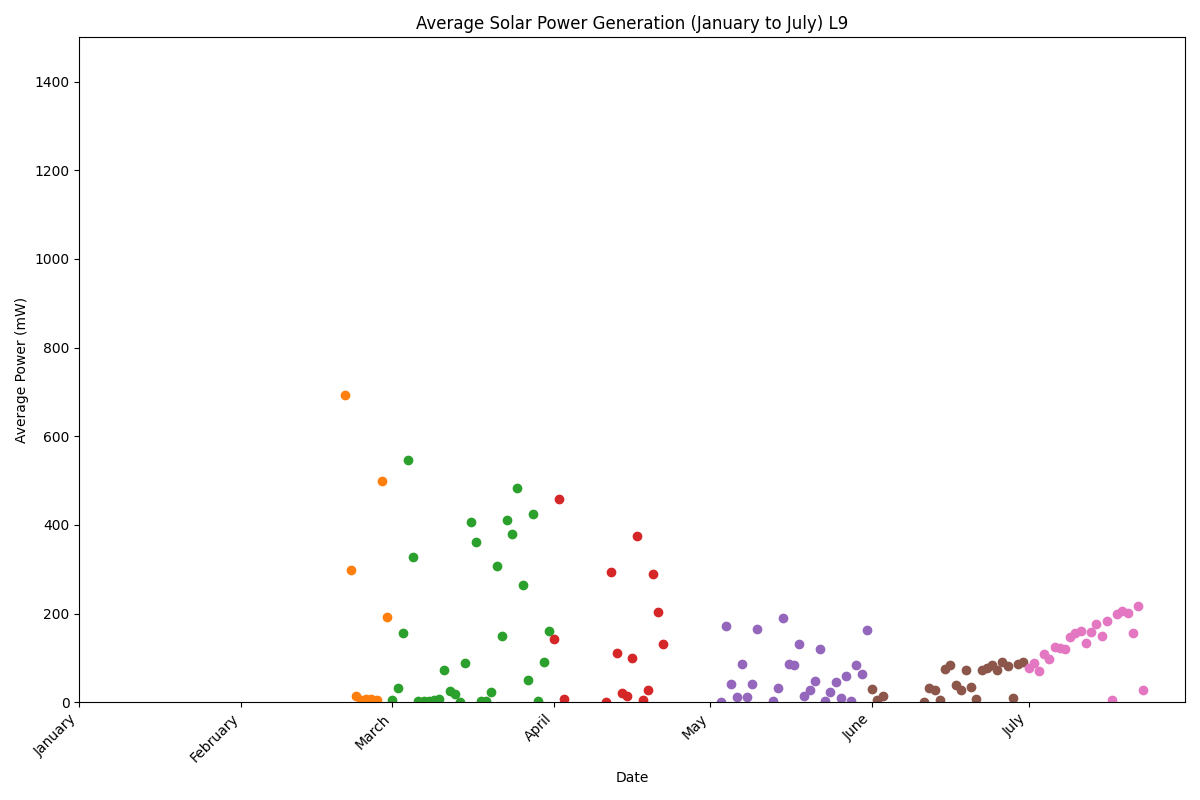 Average Solar Power Generation (January to July) L9
1400
1200
1000
800
600
400
200
0
Average Power (mW)
January
February
March
April
May
June
July
Date